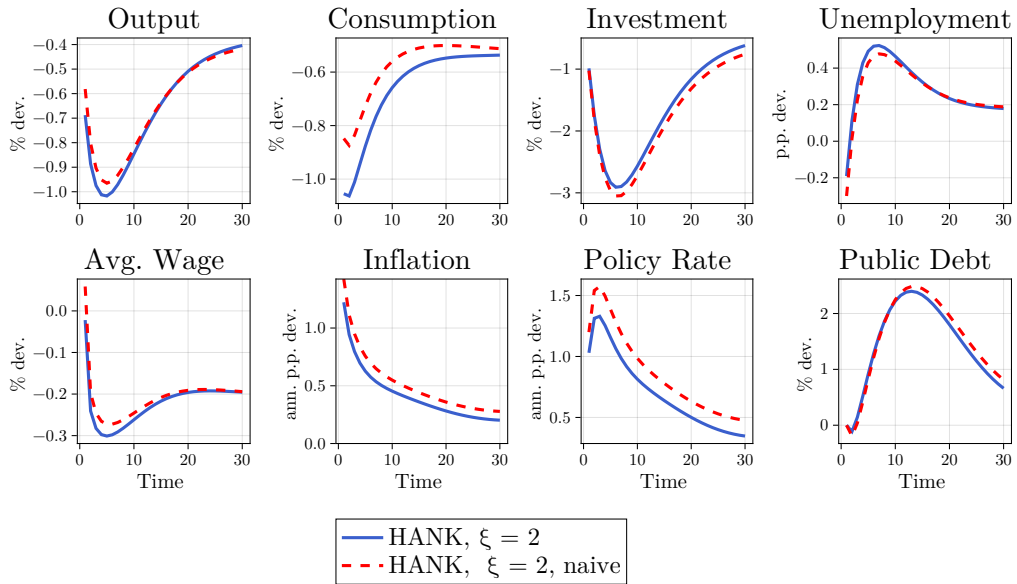 Output Consumption Investment Unemployment
% dev. % dev. % dev. p.p. dev.
−0.4 −0.5 −0.6 −0.7 −0.8 −0.9 −1.0
−0.6 −0.8 −1.0
−1 −2 −3
0.4 0.2 0.0 −0.2
0 10 20 30 0 10 20 30 0 10 20 30 0 10 20 30
Avg. Wage Inflation Policy Rate Public Debt
% dev. ann. p.p. dev. ann. p.p. dev. % dev.
0.0 −0.1 −0.2 −0.3
1.0 0.5 0.0
1.5 1.0 0.5
2 1 0
0 10 20 30 0 10 20 30 0 10 20 30 0 10 20 30
Time Time Time Time
HANK, ξ = 2
HANK, ξ = 2, naive